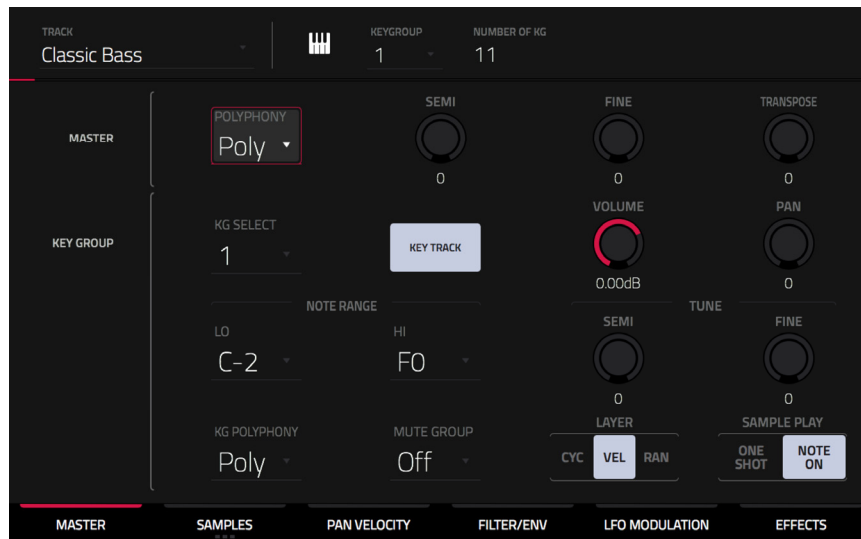 TRACK
Classic Bass
KEYGROUP
1
NUMBER OF KG
11
MASTER
POLYPHONY
Poly
SEMI
0
FINE
0
TRANSPOSE
0
KEY GROUP
KG SELECT
1
KEY TRACK
VOLUME
0.00dB
PAN
0
NOTE RANGE
TUNE
LO
C-2
HI
F0
SEMI
0
FINE
0
KG POLYPHONY
Poly
MUTE GROUP
Off
LAYER
CYC VEL RAN
SAMPLE PLAY
ONE
SHOT
NOTE
ON
MASTER SAMPLES PAN VELOCITY FILTER/ENV LFO MODULATION EFFECTS